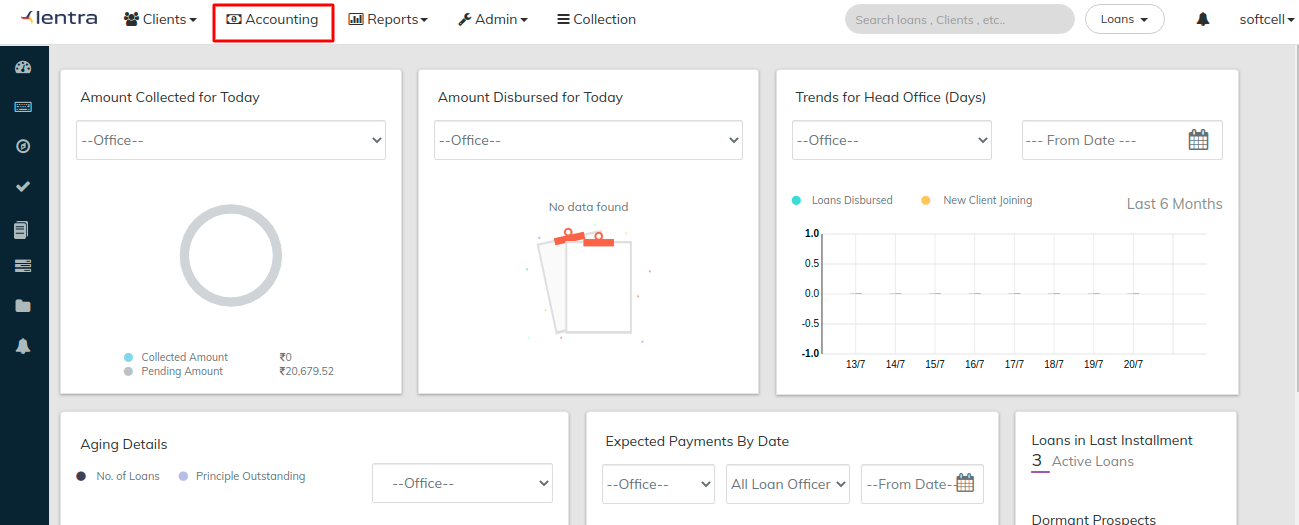 lentra Clients Accounting Reports Admin Collection Search loans , Clients , etc.. Loans softcell
Amount Collected for Today
--Office--
Collected Amount ₹0
Pending Amount ₹20,679.52
Amount Disbursed for Today
--Office--
No data found
Trends for Head Office (Days)
--Office-- --- From Date ---
Loans Disbursed New Client Joining Last 6 Months
1.0
0.5
0.0
-0.5
-1.0
13/7 14/7 15/7 16/7 17/7 18/7 19/7 20/7
Aging Details
No. of Loans Principle Outstanding --Office--
Expected Payments By Date
--Office-- All Loan Officer --From Date--
Loans in Last Installment
3 Active Loans
Dormant Prospects